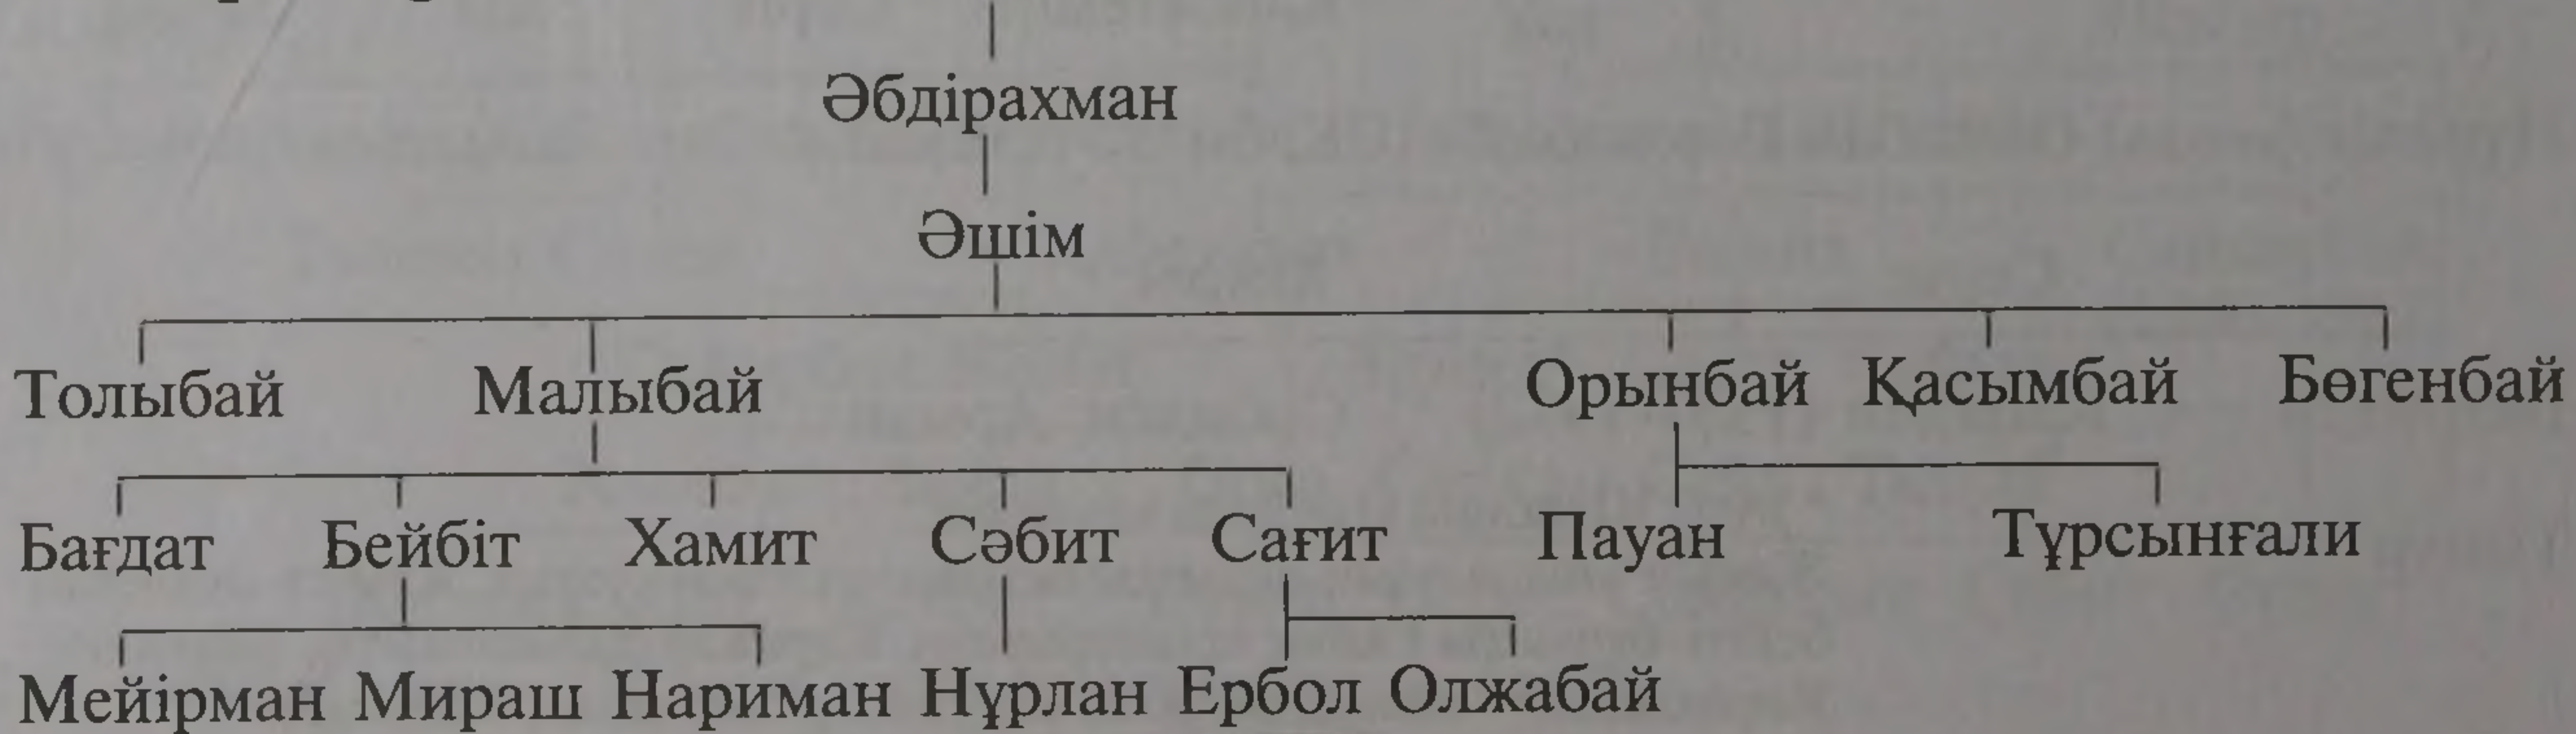 Әбдірахман
Әшім
Толыбай Малыбай Орынбай Қасымбай Бөгенбай
Бағдат Бейбіт Хамит Сәбит Сағит Пауан Тұрсынғали
Мейірман Мираш Нариман Нұрлан Ербол Олжабай